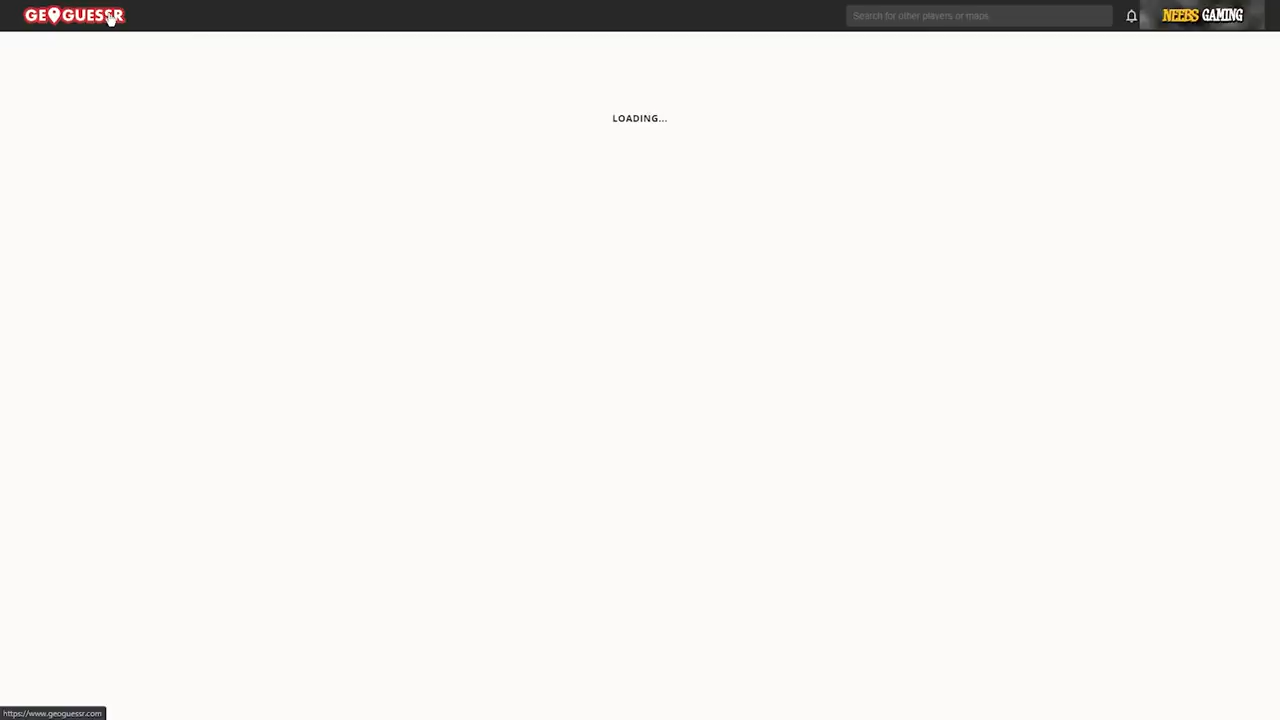 GEOGUESSR
Search for other players or maps
NEEBS GAMING
LOADING...
https://www.geoguessr.com